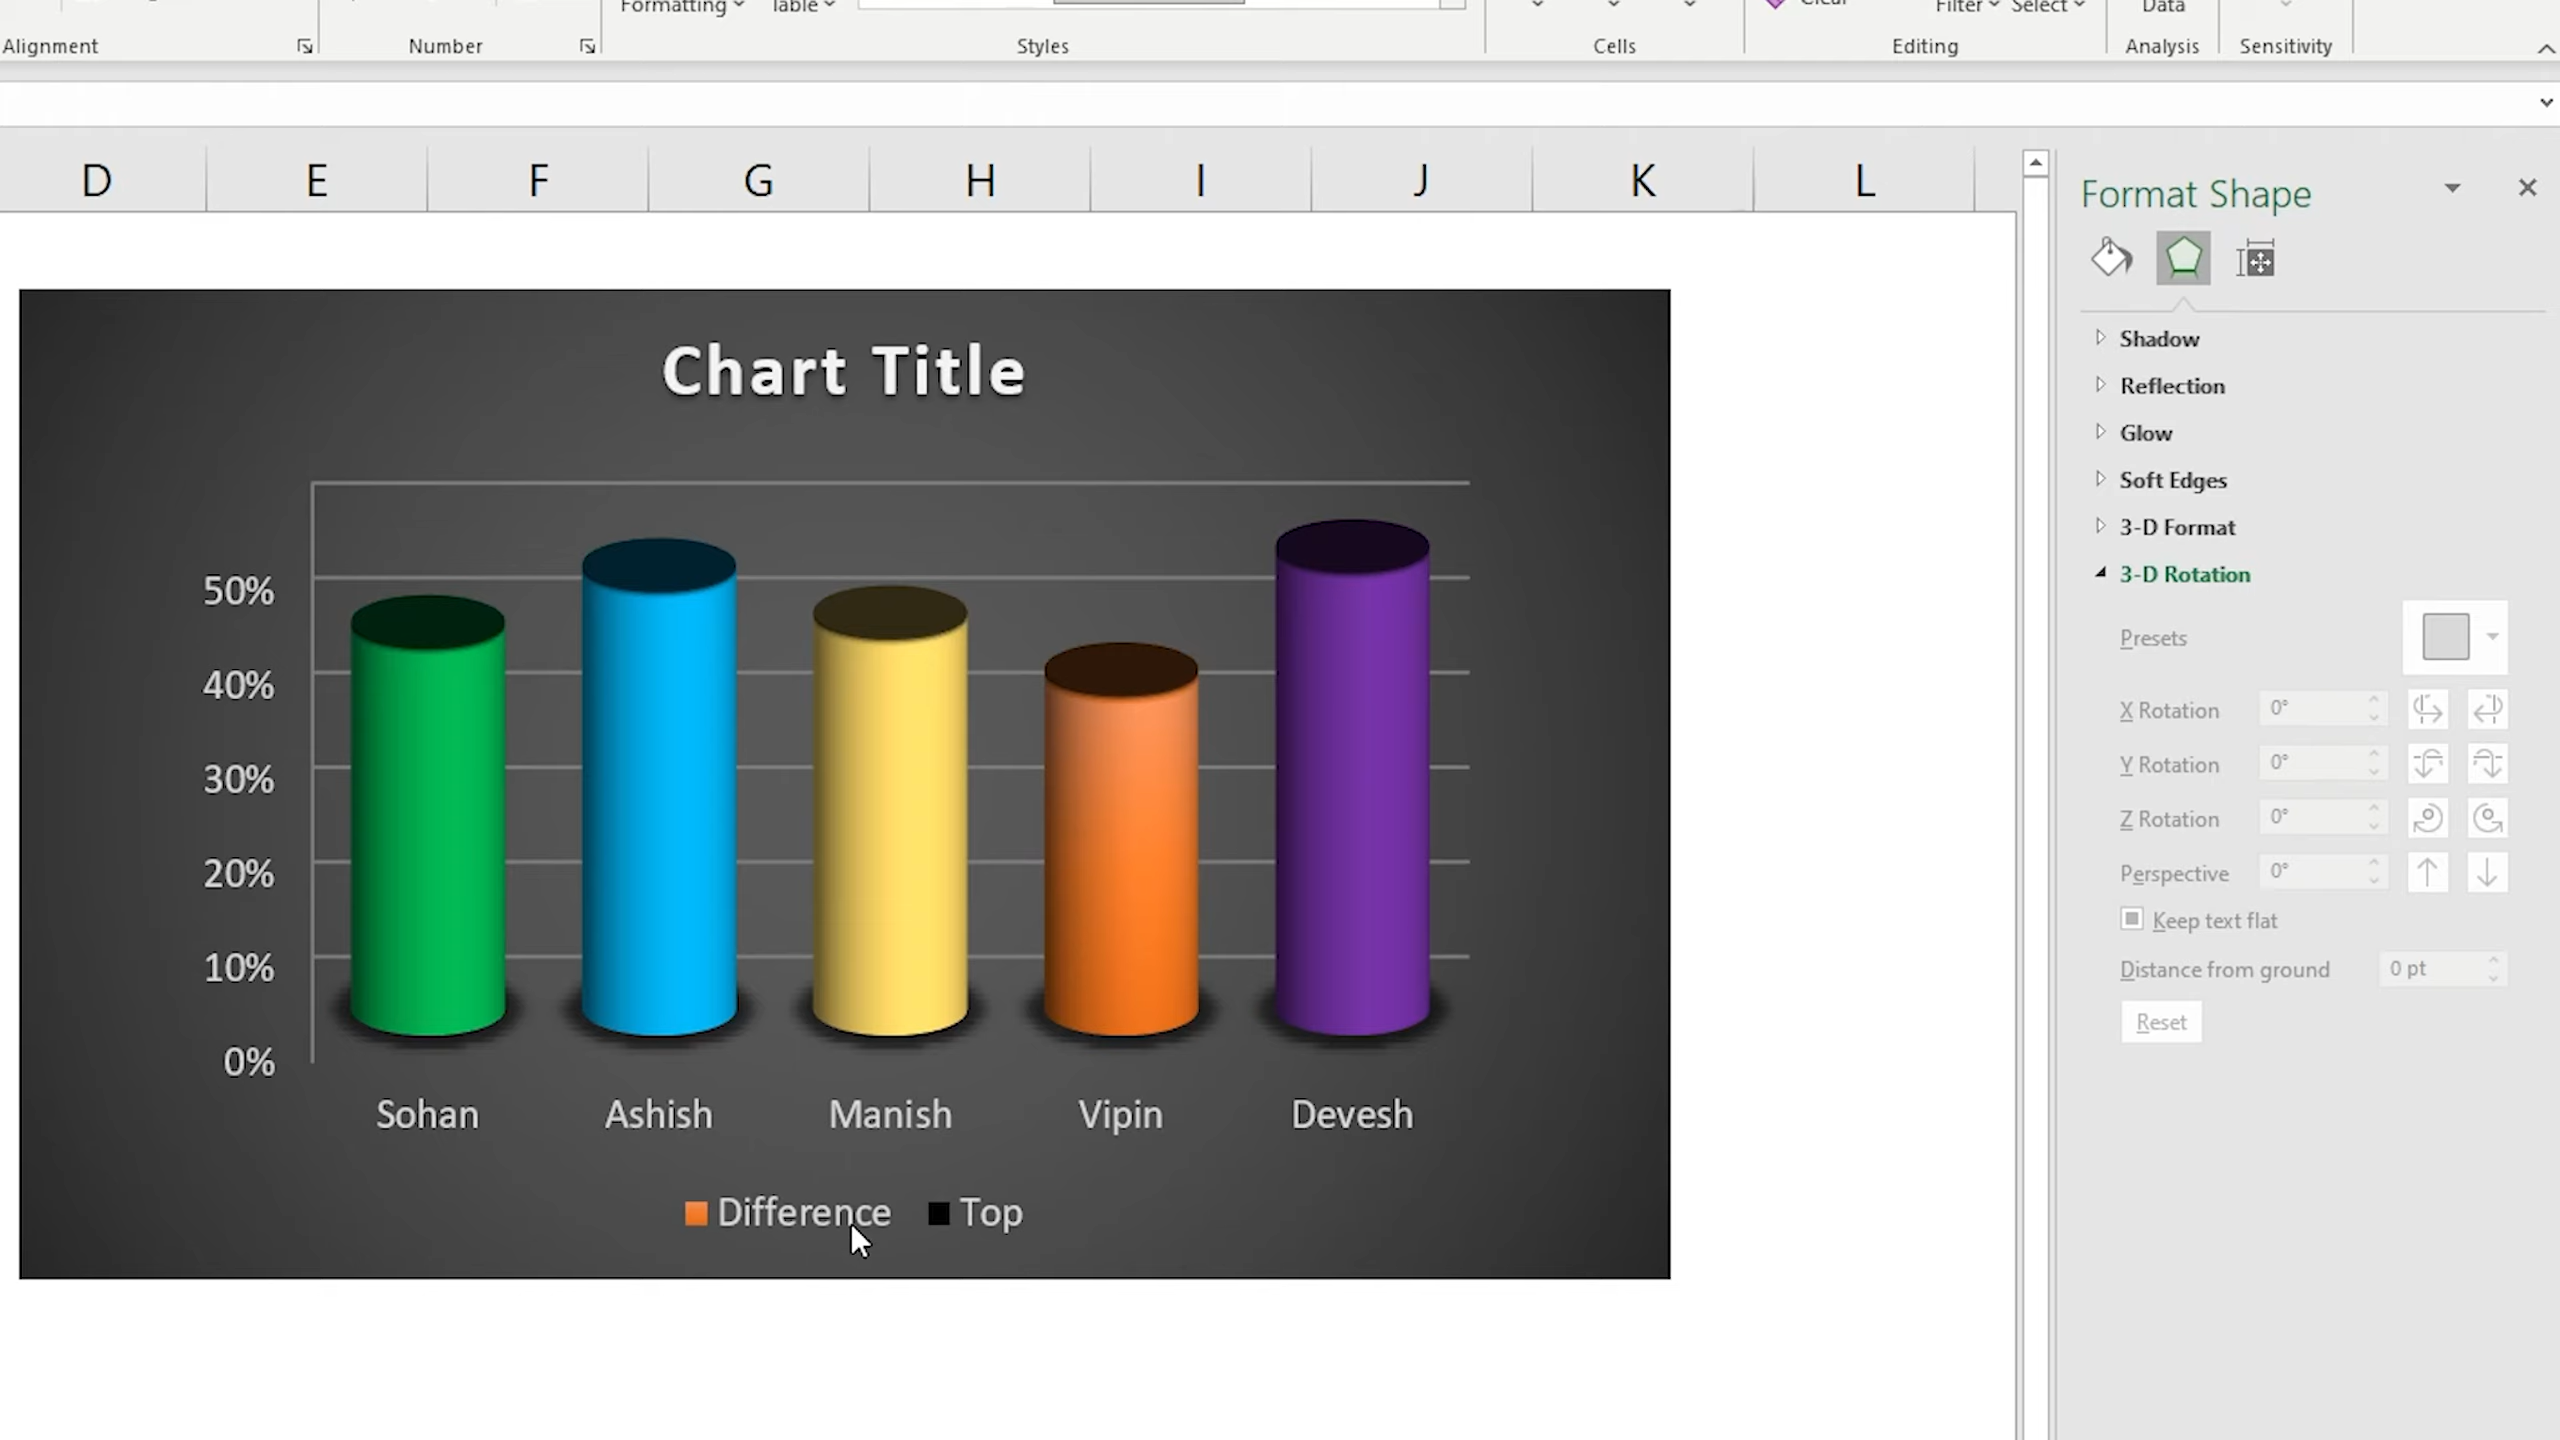 Formatting Table Clear Filter Select Data
Alignment Number Styles Cells Editing Analysis Sensitivity
D E F G H I J K L
Format Shape
Shadow
Reflection
Glow
Soft Edges
3-D Format
3-D Rotation
Presets
X Rotation 0°
Y Rotation 0°
Z Rotation 0°
Perspective 0°
Keep text flat
Distance from ground 0 pt
Reset
Chart Title
50%
40%
30%
20%
10%
0%
Sohan Ashish Manish Vipin Devesh
Difference Top